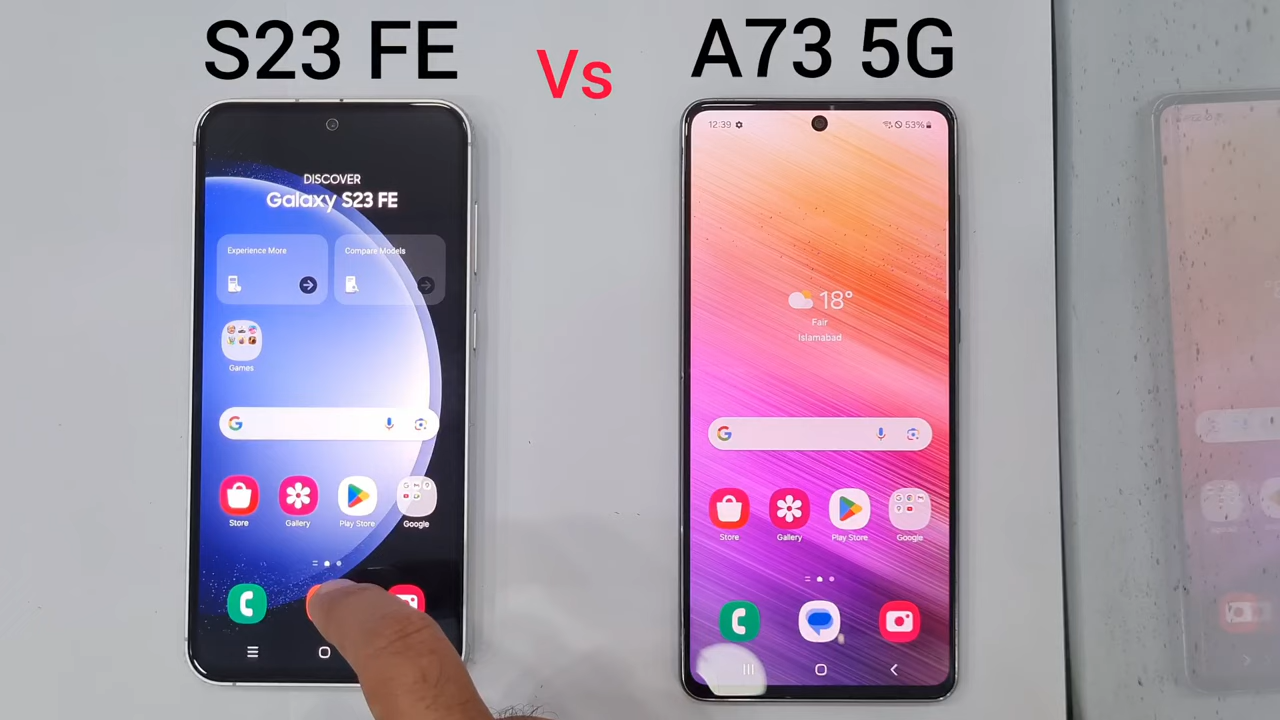 S23 FE
Vs
A73 5G
DISCOVER
Galaxy S23 FE
Experience More
Compare Models
Games
Store
Gallery
Play Store
Google
12:39
53%
18°
Fair
Islamabad
Store
Gallery
Play Store
Google